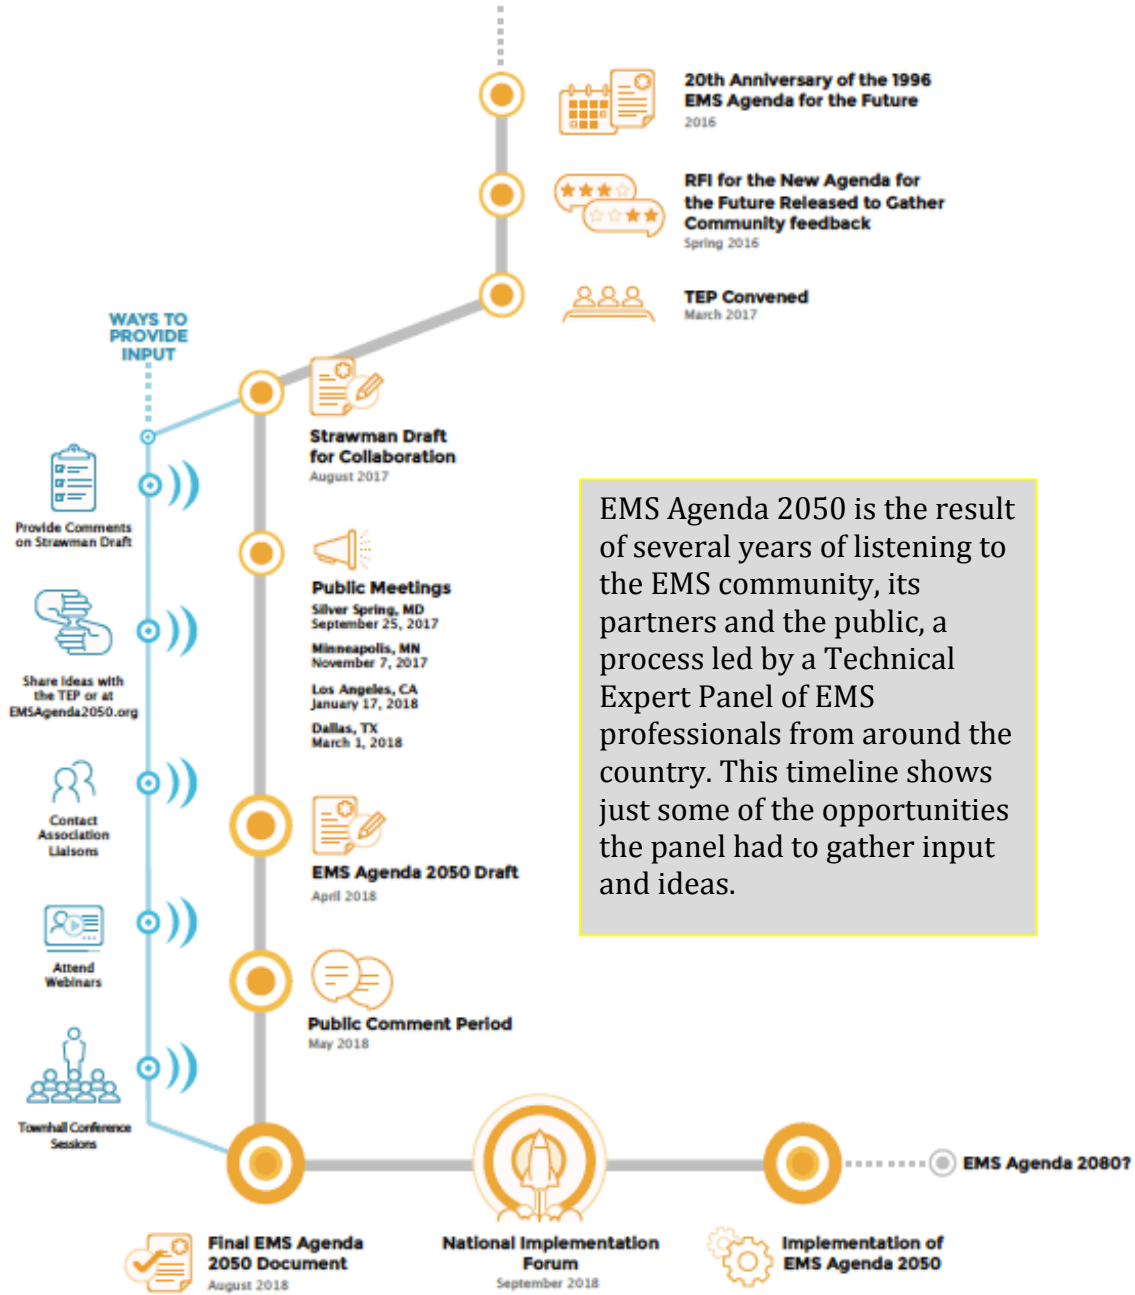 20th Anniversary of the 1996
EMS Agenda for the Future
2016
RFI for the New Agenda for
the Future Released to Gather
Community feedback
Spring 2016
TEP Convened
March 2017
WAYS TO
PROVIDE
INPUT
Strawman Draft
for Collaboration
August 2017
Provide Comments
on Strawman Draft
Public Meetings
Silver Spring, MD
September 25, 2017
Minneapolis, MN
November 7, 2017
Los Angeles, CA
January 17, 2018
Dallas, TX
March 1, 2018
Share Ideas with
the TEP or at
EMSAgenda2050.org
Contact
Association
Liaisons
EMS Agenda 2050 Draft
April 2018
Attend
Webinars
Public Comment Period
May 2018
Townhall Conference
Sessions
EMS Agenda 2050 is the result
of several years of listening to
the EMS community, its
partners and the public, a
process led by a Technical
Expert Panel of EMS
professionals from around the
country. This timeline shows
just some of the opportunities
the panel had to gather input
and ideas.
EMS Agenda 2080?
Final EMS Agenda
2050 Document
August 2018
National Implementation
Forum
September 2018
Implementation of
EMS Agenda 2050